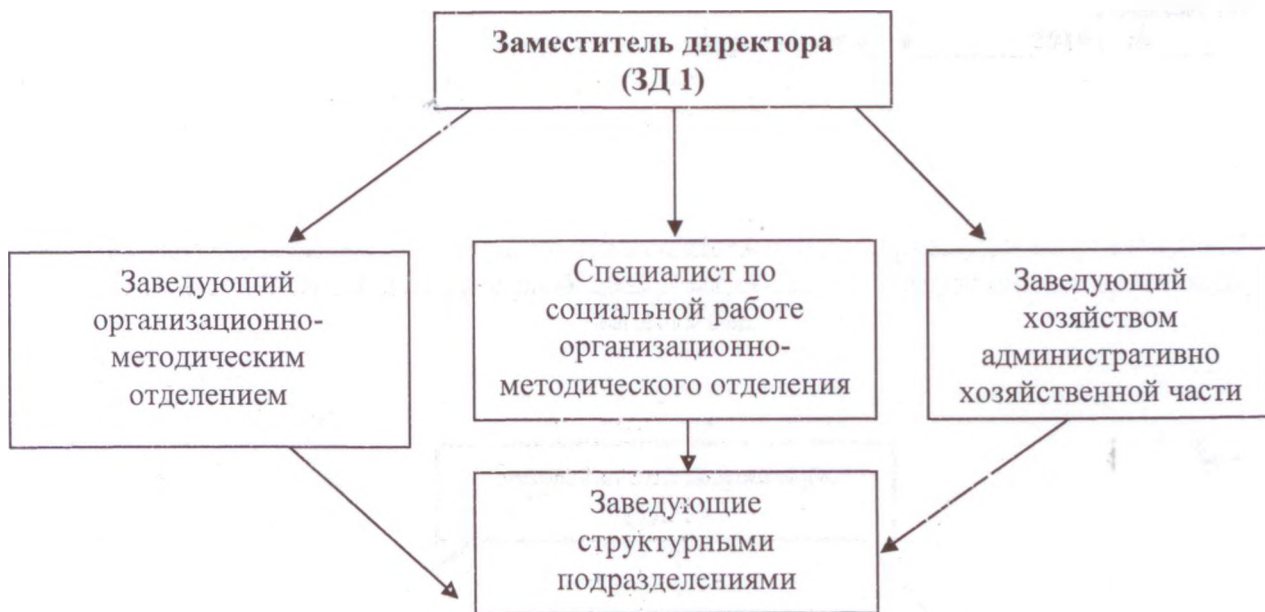 Заместитель директора
(ЗД 1)
Заведующий
организационно-
методическим
отделением
Специалист по
социальной работе
организационно-
методического отделения
Заведующий
хозяйством
административно
хозяйственной части
Заведующие
структурными
подразделениями